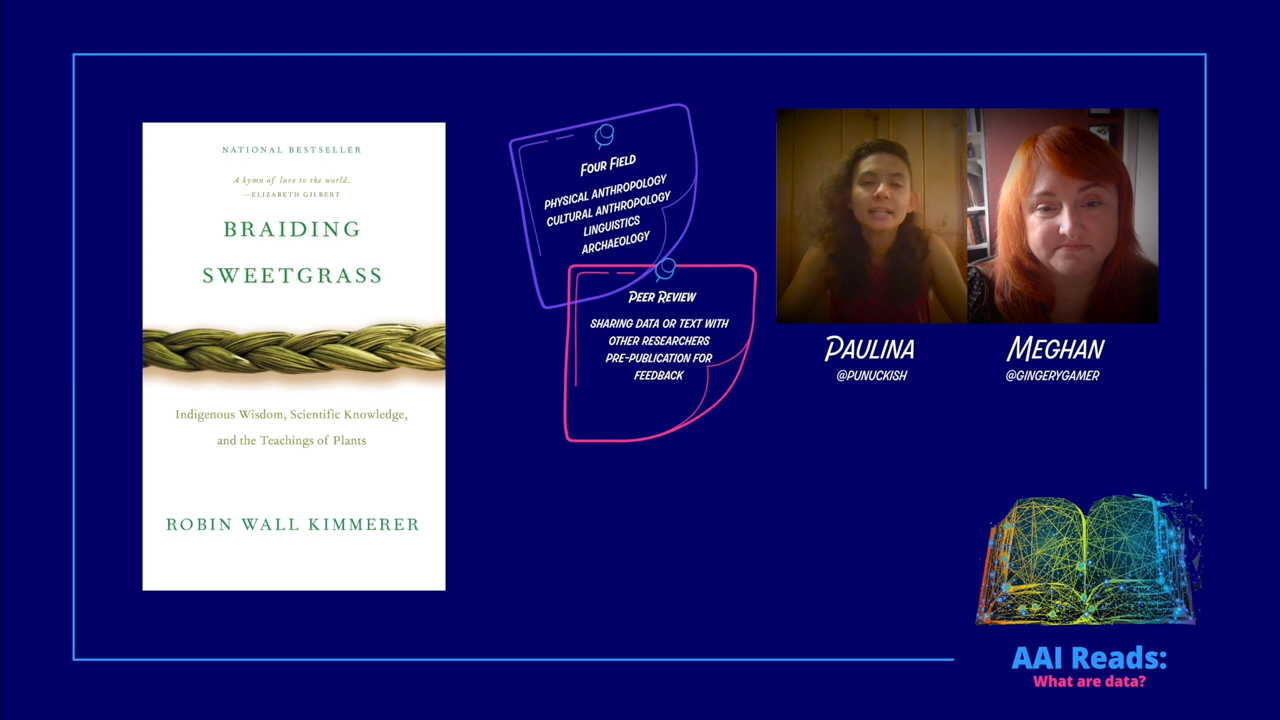 NATIONAL BESTSELLER
A hymn of love to the world.
—ELIZABETH GILBERT
BRAIDING
SWEETGRASS
Indigenous Wisdom, Scientific Knowledge,
and the Teachings of Plants
ROBIN WALL KIMMERER
FOUR FIELD
PHYSICAL ANTHROPOLOGY
CULTURAL ANTHROPOLOGY
LINGUISTICS
ARCHAEOLOGY
PEER REVIEW
SHARING DATA OR TEXT WITH
OTHER RESEARCHERS
PRE-PUBLICATION FOR
FEEDBACK
PAULINA
@PUNUCKISH
MEGHAN
@GINGERYGAMER
AAI Reads:
What are data?